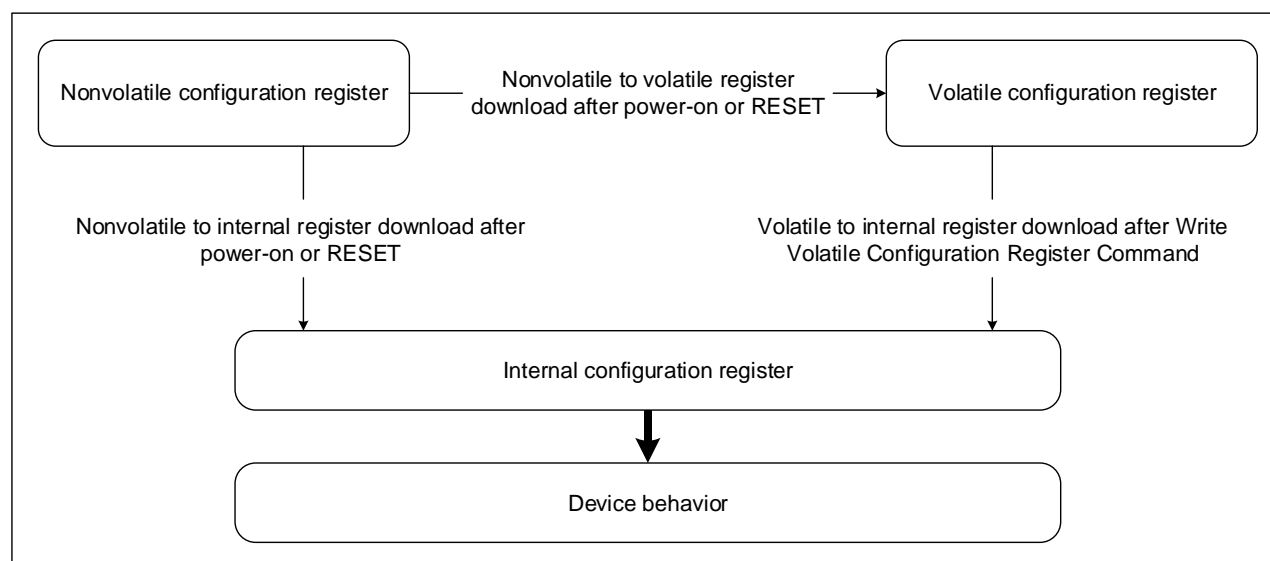 Nonvolatile configuration register
Nonvolatile to volatile register
download after power-on or RESET
Volatile configuration register
Nonvolatile to internal register download after
power-on or RESET
Volatile to internal register download after Write
Volatile Configuration Register Command
Internal configuration register
Device behavior